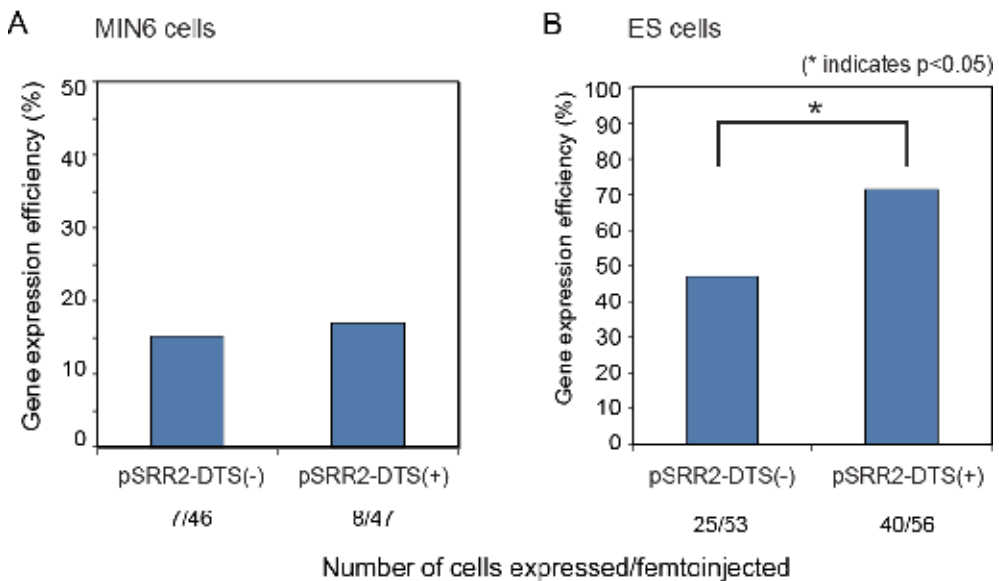 A MIN6 cells
Gene expression efficiency (%)
50
40
30
20
10
0
pSRR2-DTS(-) pSRR2-DTS(+)
7/46 8/47
B ES cells
(* indicates p<0.05)
Gene expression efficiency (%)
100
90
80
70
60
50
40
30
20
10
0
*
pSRR2-DTS(-) pSRR2-DTS(+)
25/53 40/56
Number of cells expressed/femtoinjected